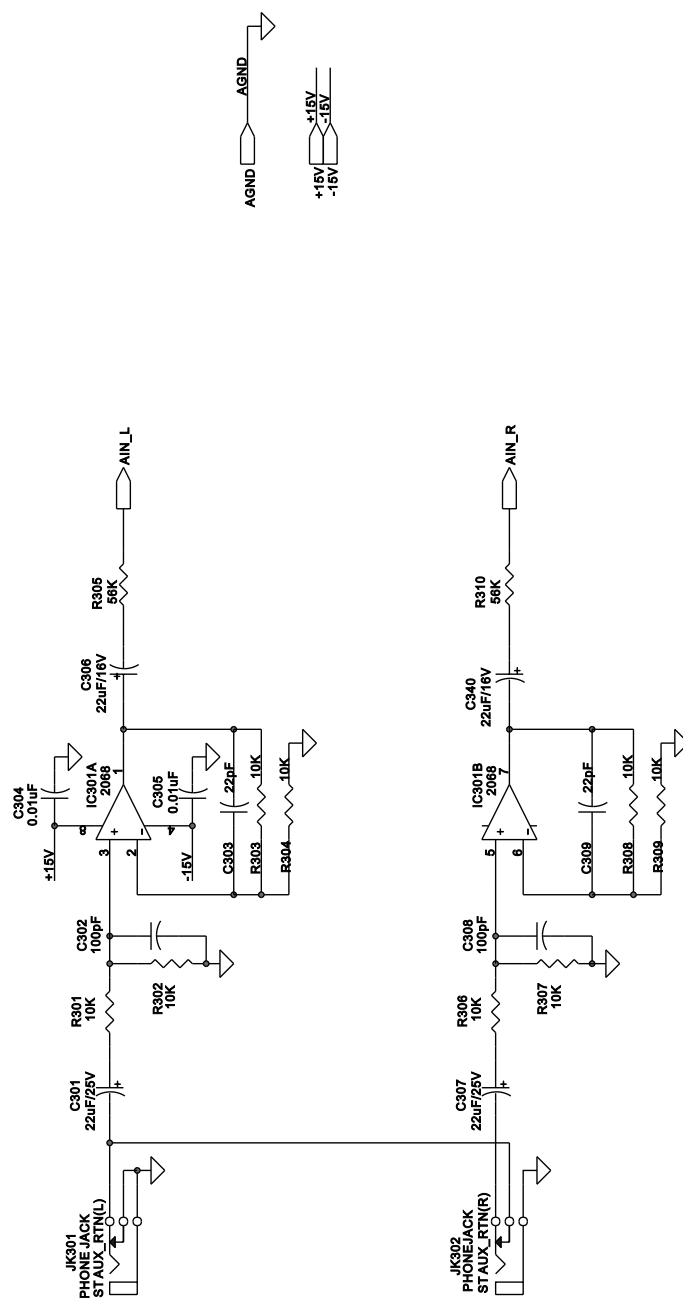 JK301
PHONE JACK
ST AUX_RTN(L)
C301
22uF/25V
+
R301
10K
R302
10K
C302
100pF
3
2
+
-
8
4
1
+15V
C304
0.01uF
IC301A
2068
-15V
C305
0.01uF
C303
22pF
R303
10K
R304
10K
C306
22uF/16V
+
R305
56K
AIN_L
JK302
PHONEJACK
ST AUX_RTN(R)
C307
22uF/25V
+
R306
10K
R307
10K
C308
100pF
5
6
+
-
7
IC301B
2068
C309
22pF
R308
10K
R309
10K
C340
22uF/16V
+
R310
56K
AIN_R
AGND
AGND
+15V
+15V
-15V
-15V